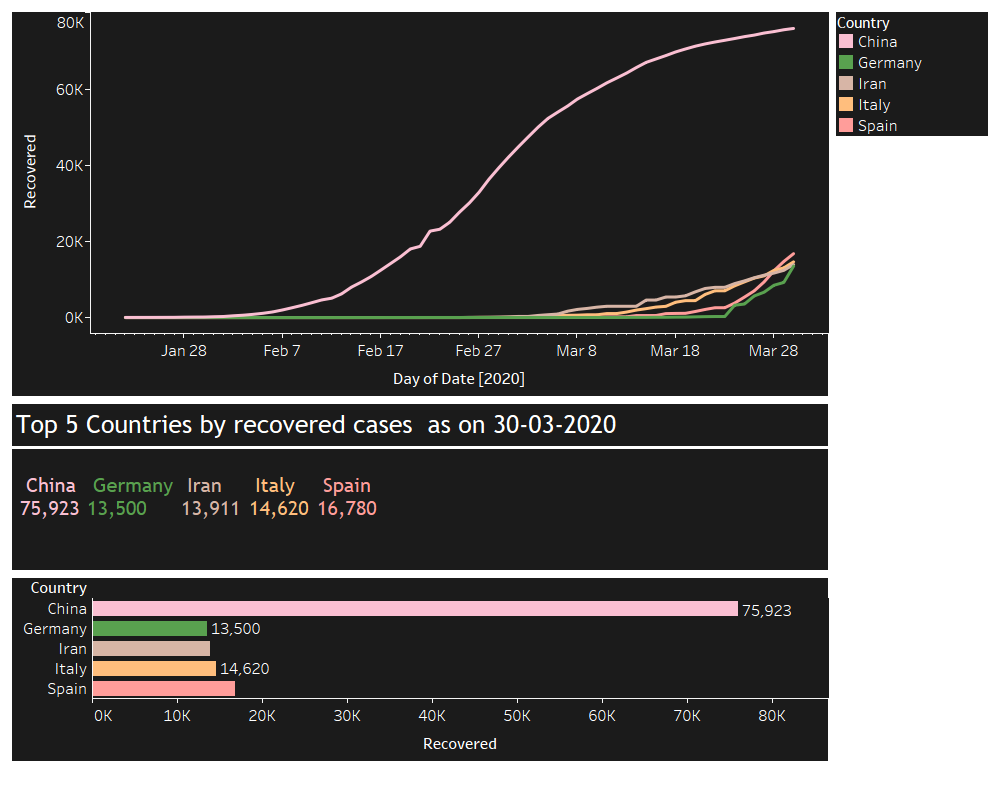 80K
60K
40K
20K
0K
Recovered
Jan 28 Feb 7 Feb 17 Feb 27 Mar 8 Mar 18 Mar 28
Day of Date [2020]
Country
China
Germany
Iran
Italy
Spain
Top 5 Countries by recovered cases as on 30-03-2020
China Germany Iran Italy Spain
75,923 13,500 13,911 14,620 16,780
Country
China 75,923
Germany 13,500
Iran
Italy 14,620
Spain
0K 10K 20K 30K 40K 50K 60K 70K 80K
Recovered